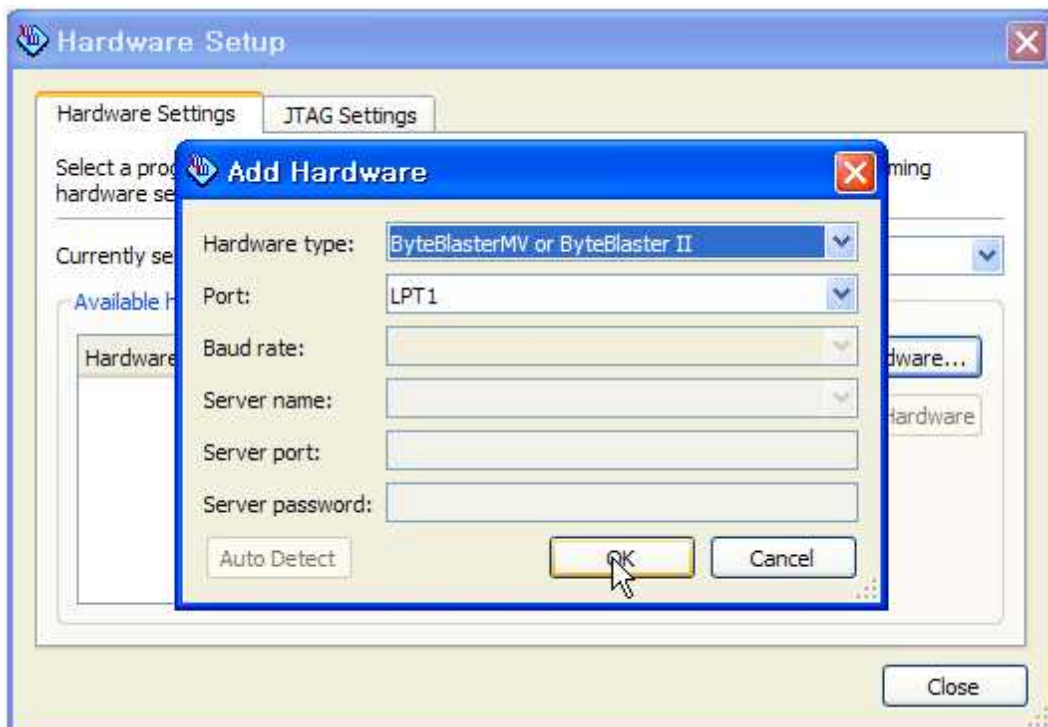 Hardware Setup
Hardware Settings JTAG Settings
Select a prog ming
hardware se
Currently se
Available h
Hardware dware...
Hardware
Add Hardware
Hardware type: ByteBlasterMV or ByteBlaster II
Port: LPT1
Baud rate:
Server name:
Server port:
Server password:
Auto Detect OK Cancel
Close